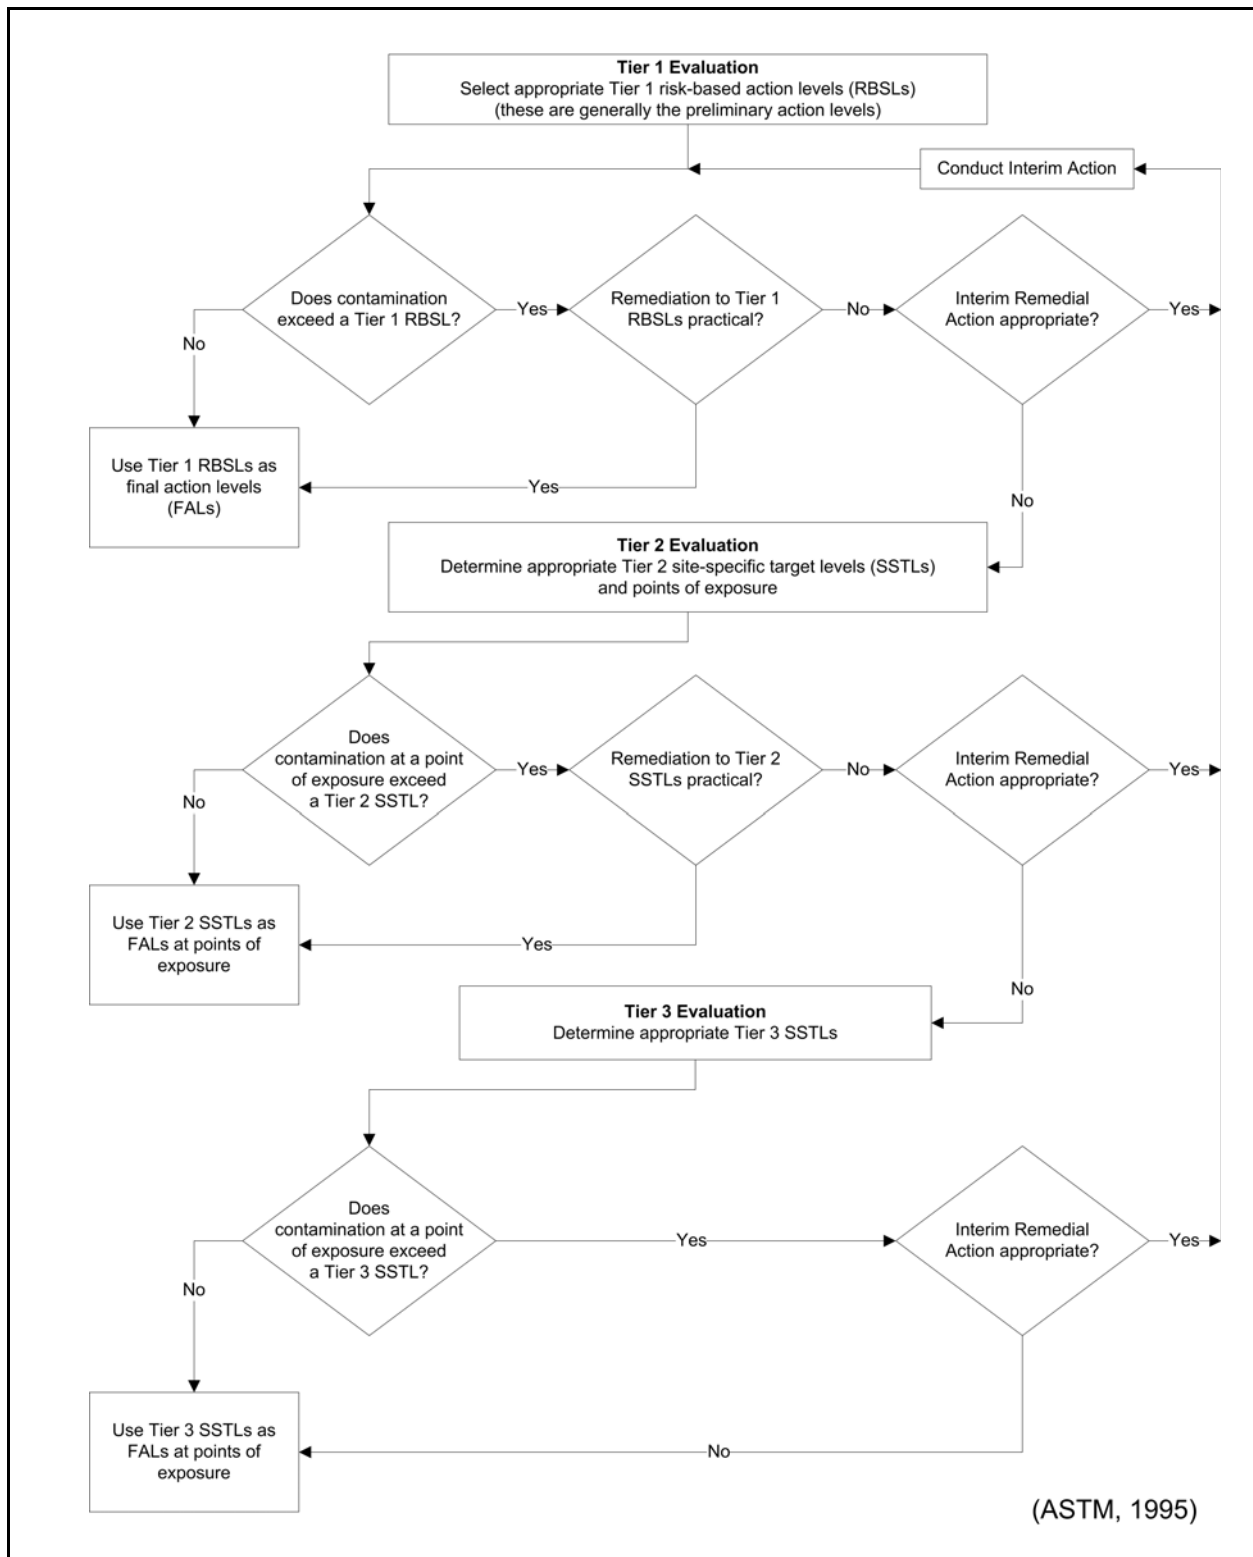 Tier 1 Evaluation
Select appropriate Tier 1 risk-based action levels (RBSLs)
(these are generally the preliminary action levels)
Conduct Interim Action
Does contamination
exceed a Tier 1 RBSL?
Yes
Remediation to Tier 1
RBSLs practical?
No
Interim Remedial
Action appropriate?
Yes
No
Use Tier 1 RBSLs as
final action levels
(FALs)
Yes
No
Tier 2 Evaluation
Determine appropriate Tier 2 site-specific target levels (SSTLs)
and points of exposure
Does
contamination at a point
of exposure exceed
a Tier 2 SSTL?
Yes
Remediation to Tier 2
SSTLs practical?
No
Interim Remedial
Action appropriate?
Yes
No
Use Tier 2 SSTLs as
FALs at points of
exposure
Yes
No
Tier 3 Evaluation
Determine appropriate Tier 3 SSTLs
Does
contamination at a point
of exposure exceed
a Tier 3 SSTL?
Yes
Interim Remedial
Action appropriate?
Yes
No
Use Tier 3 SSTLs as
FALs at points of
exposure
No
(ASTM, 1995)